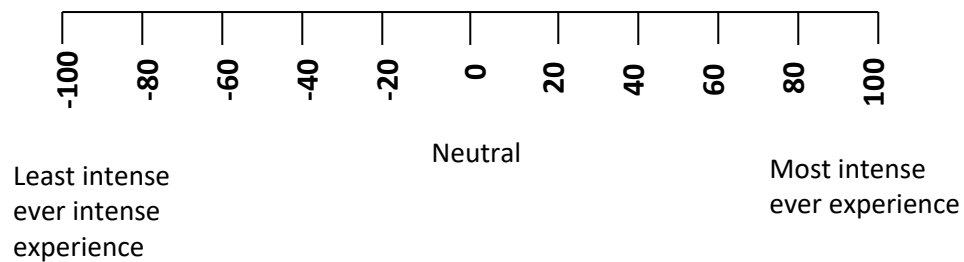 -100
-80
-60
-40
-20
0
20
40
60
80
100
Neutral
Least intense
ever intense
experience
Most intense
ever experience